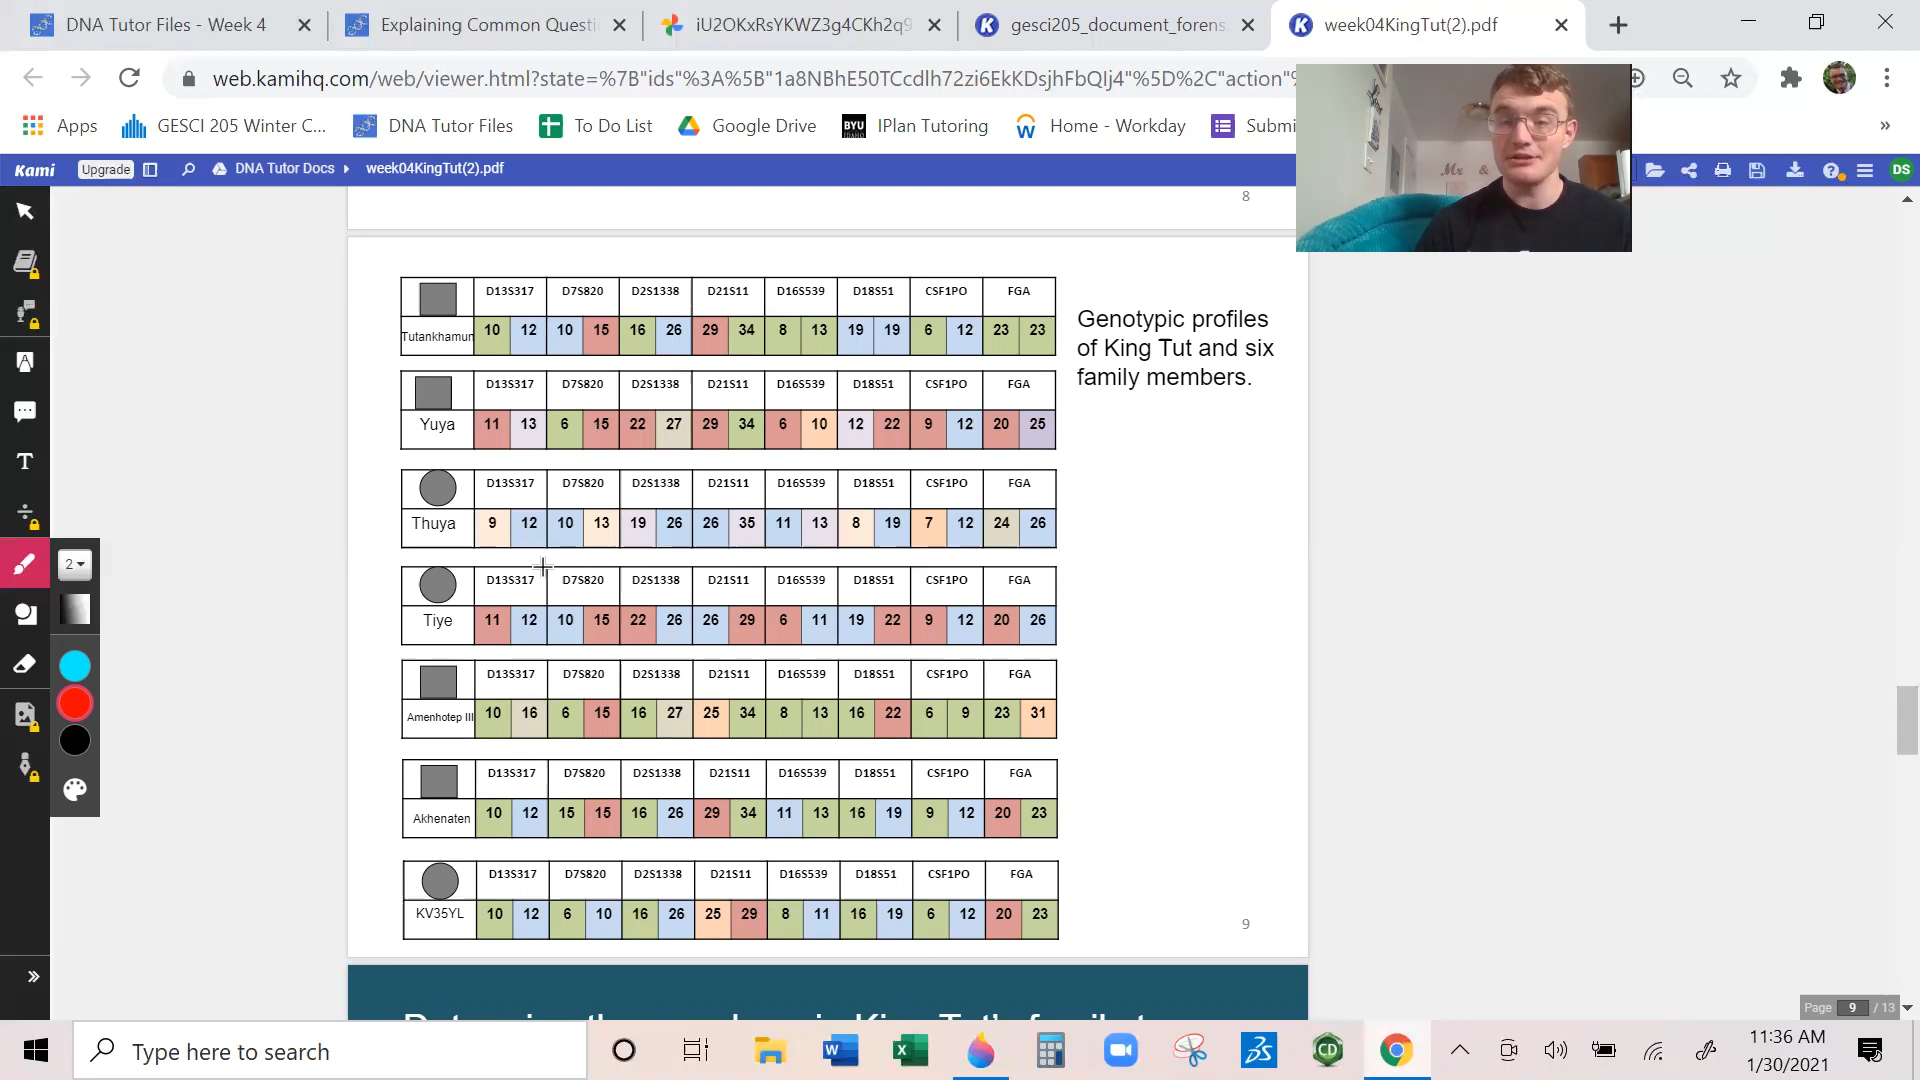 DNA Tutor Files - Week 4
Explaining Common Questi
iU2OKxRsYKWZ3g4CKh2q9
gesci205_document_forens
week04KingTut(2).pdf
web.kamihq.com/web/viewer.html?state=%7B"ids"%3A%5B"1a8NBhE50TCcdlh72zi6EkKDsjhFbQIj4"%5D%2C"action"%
Apps
GESCI 205 Winter C...
DNA Tutor Files
To Do List
Google Drive
BYU IDAHO
IPlan Tutoring
Home - Workday
Submi
Mr &
Kami
Upgrade
DNA Tutor Docs
week04KingTut(2).pdf
DS
8
D13S317 D7S820 D2S1338 D21S11 D16S539 D18S51 CSF1PO FGA
Tutankhamun 10 12 10 15 16 26 29 34 8 13 19 19 6 12 23 23
Genotypic profiles
of King Tut and six
family members.
D13S317 D7S820 D2S1338 D21S11 D16S539 D18S51 CSF1PO FGA
Yuya 11 13 6 15 22 27 29 34 6 10 12 22 9 12 20 25
D13S317 D7S820 D2S1338 D21S11 D16S539 D18S51 CSF1PO FGA
Thuya 9 12 10 13 19 26 26 35 11 13 8 19 7 12 24 26
D13S317 D7S820 D2S1338 D21S11 D16S539 D18S51 CSF1PO FGA
Tiye 11 12 10 15 22 26 26 29 6 11 19 22 9 12 20 26
D13S317 D7S820 D2S1338 D21S11 D16S539 D18S51 CSF1PO FGA
Amenhotep III 10 16 6 15 16 27 25 34 8 13 16 22 6 9 23 31
D13S317 D7S820 D2S1338 D21S11 D16S539 D18S51 CSF1PO FGA
Akhenaten 10 12 15 15 16 26 29 34 11 13 16 19 9 12 20 23
D13S317 D7S820 D2S1338 D21S11 D16S539 D18S51 CSF1PO FGA
KV35YL 10 12 6 10 16 26 25 29 8 11 16 19 6 12 20 23
9
2
Page 9 / 13
Type here to search
11:36 AM
1/30/2021